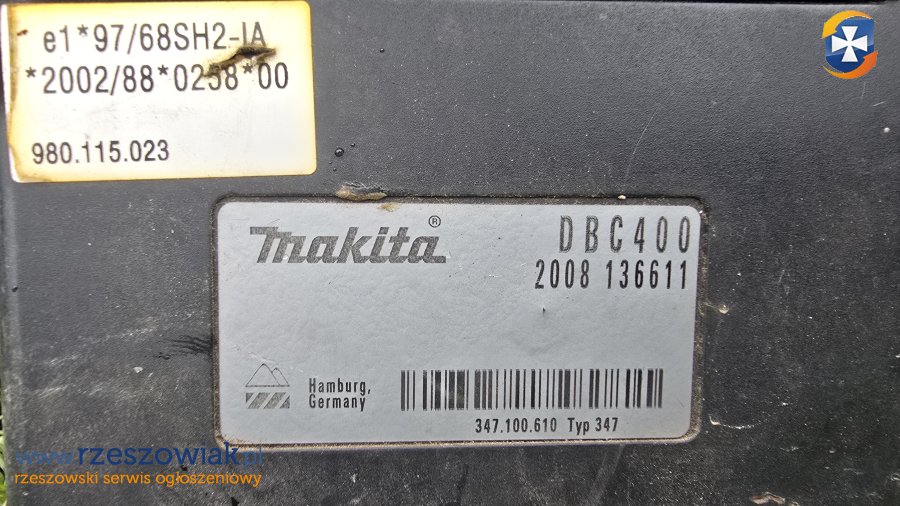 e1*97/68SH2-IA
*2002/88*0258*00
980.115.023
makita®
DBC400
2008 136611
Hamburg,
Germany
347.100.610 Typ 347
www.rzeszowiak.pl
rzeszowski serwis ogłoszeniowy